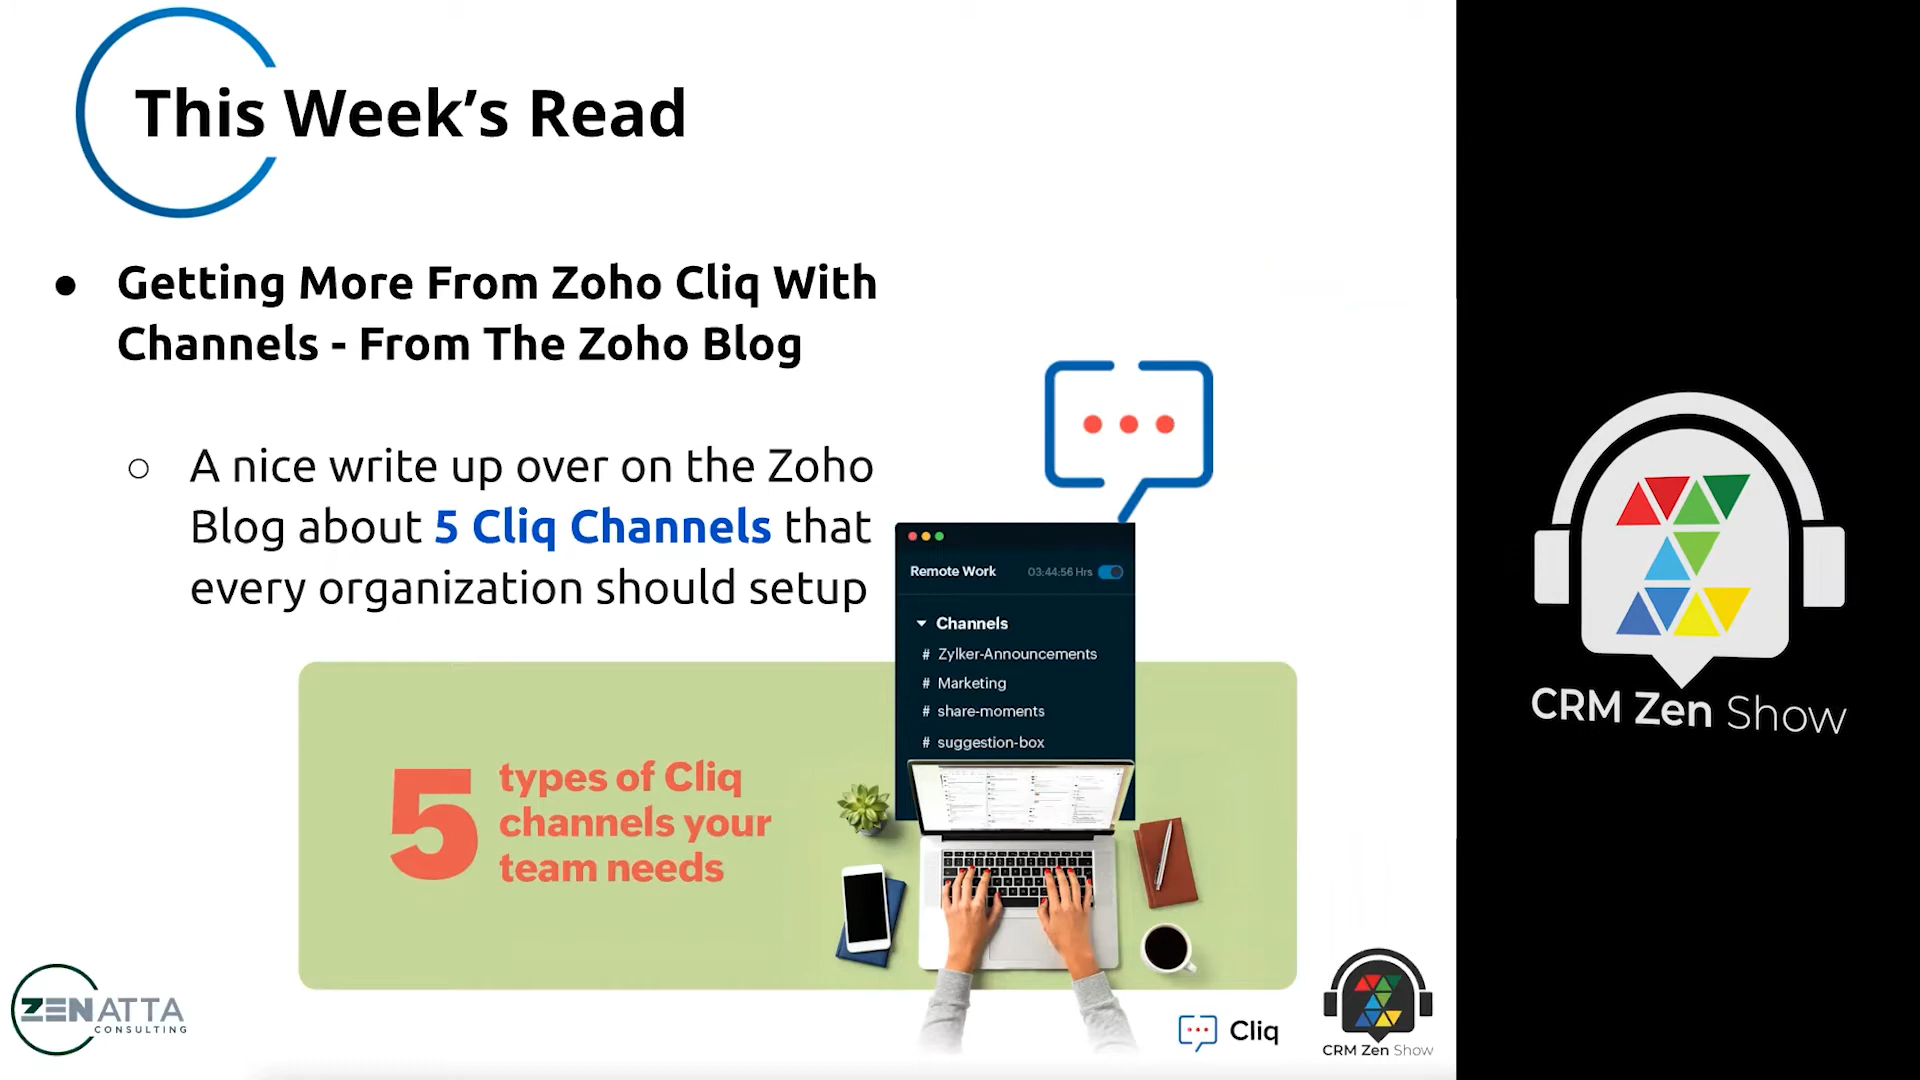 This Week’s Read
● Getting More From Zoho Cliq With
Channels - From The Zoho Blog
○ A nice write up over on the Zoho
Blog about 5 Cliq Channels that
every organization should setup
Remote Work 03:44:56 Hrs
Channels
# Zylker-Announcements
# Marketing
# share-moments
# suggestion-box
5 types of Cliq
channels your
team needs
ZENATTA
CONSULTING
Cliq
CRM Zen Show
CRM Zen Show